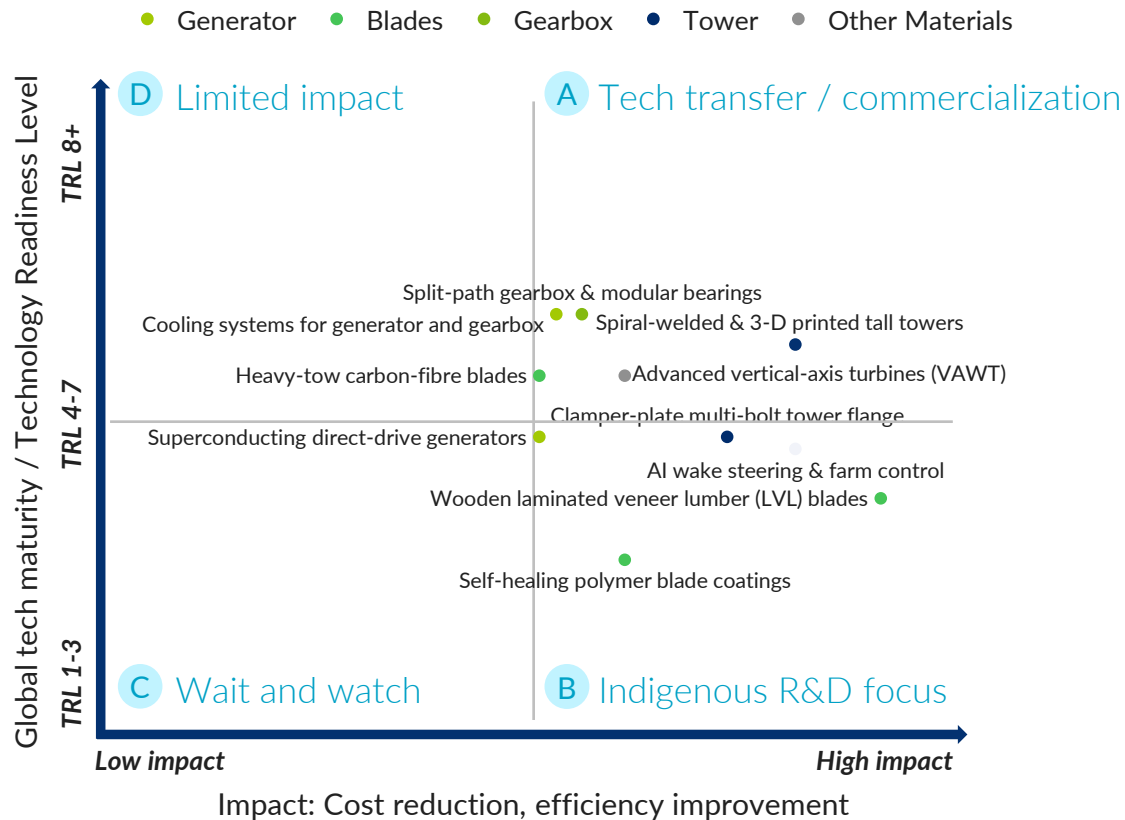 Generator
Blades
Gearbox
Tower
Other Materials
D
Limited impact
A
Tech transfer / commercialization
Global tech maturity / Technology Readiness Level
TRL 8+
TRL 4-7
TRL 1-3
Split-path gearbox & modular bearings
Cooling systems for generator and gearbox
Spiral-welded & 3-D printed tall towers
Heavy-tow carbon-fibre blades
Advanced vertical-axis turbines (VAWT)
Clamper-plate multi-bolt tower flange
Superconducting direct-drive generators
AI wake steering & farm control
Wooden laminated veneer lumber (LVL) blades
Self-healing polymer blade coatings
C
Wait and watch
B
Indigenous R&D focus
Low impact
High impact
Impact: Cost reduction, efficiency improvement